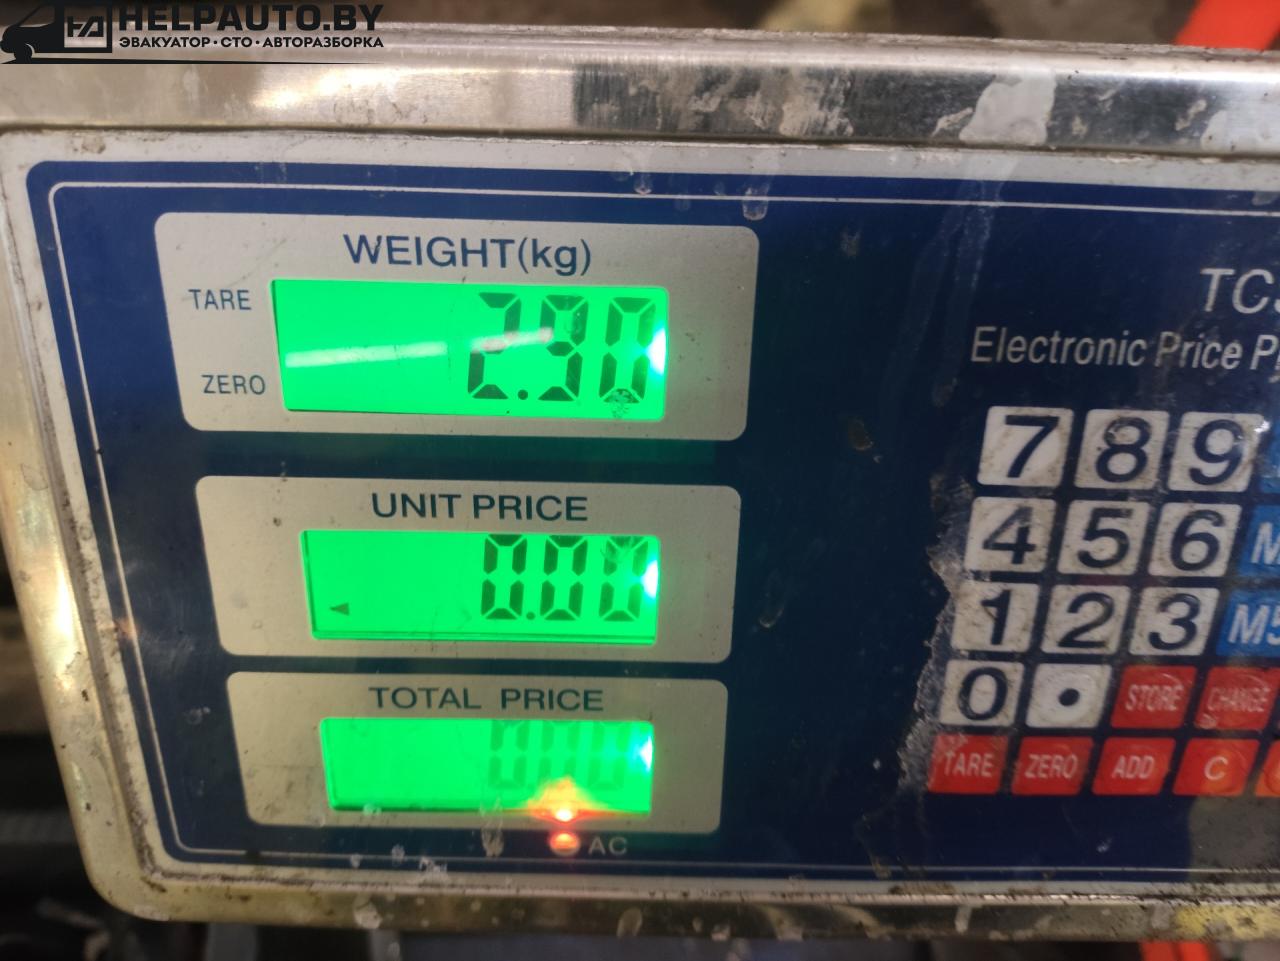 HELPAUTO.BY
ЭВАКУАТОР · СТО · АВТОРАЗБОРКА
WEIGHT(kg)
TARE
2.90
ZERO
UNIT PRICE
0.00
TOTAL PRICE
0.00
AC
Electronic Price
7 8 9
4 5 6
1 2 3
0 . STORE CHANGE
TARE ZERO ADD C